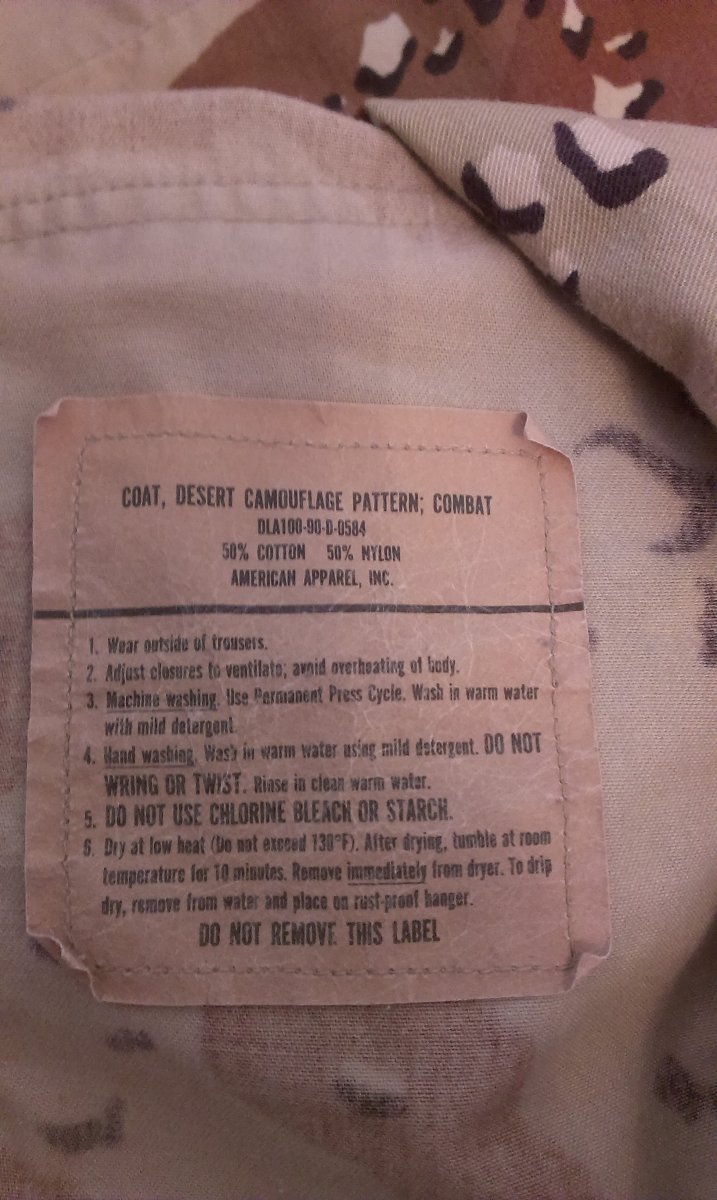 COAT, DESERT CAMOUFLAGE PATTERN; COMBAT
DLA100-90-D-0584
50% COTTON 50% NYLON
AMERICAN APPAREL, INC.
1. Wear outside of trousers.
2. Adjust closures to ventilate; avoid overheating of body.
3. Machine washing. Use Permanent Press Cycle. Wash in warm water
with mild detergent.
4. Hand washing. Wash in warm water using mild detergent. DO NOT
WRING OR TWIST. Rinse in clean warm water.
5. DO NOT USE CHLORINE BLEACH OR STARCH.
6. Dry at low heat (Do not exceed 130°F). After drying, tumble at room
temperature for 10 minutes. Remove immediately from dryer. To drip
dry, remove from water and place on rust-proof hanger.
DO NOT REMOVE THIS LABEL